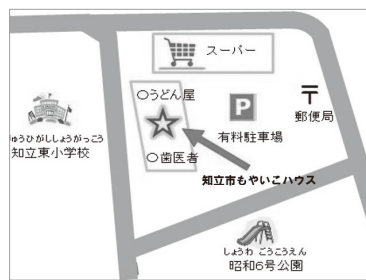 スーパー
〇うどん屋
P
〒
郵便局
有料駐車場
ゅうひがししょうがっこう
知立東小学校
〇歯医者
知立市もやいこハウス
しょうわ ごうこうえん
昭和6号公園